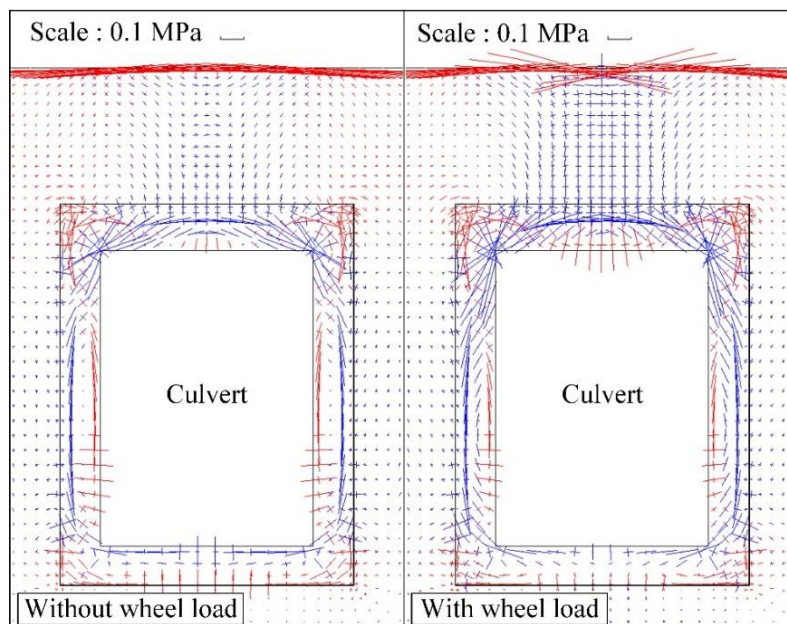 Scale : 0.1 MPa
Culvert
Without wheel load
Scale : 0.1 MPa
Culvert
With wheel load